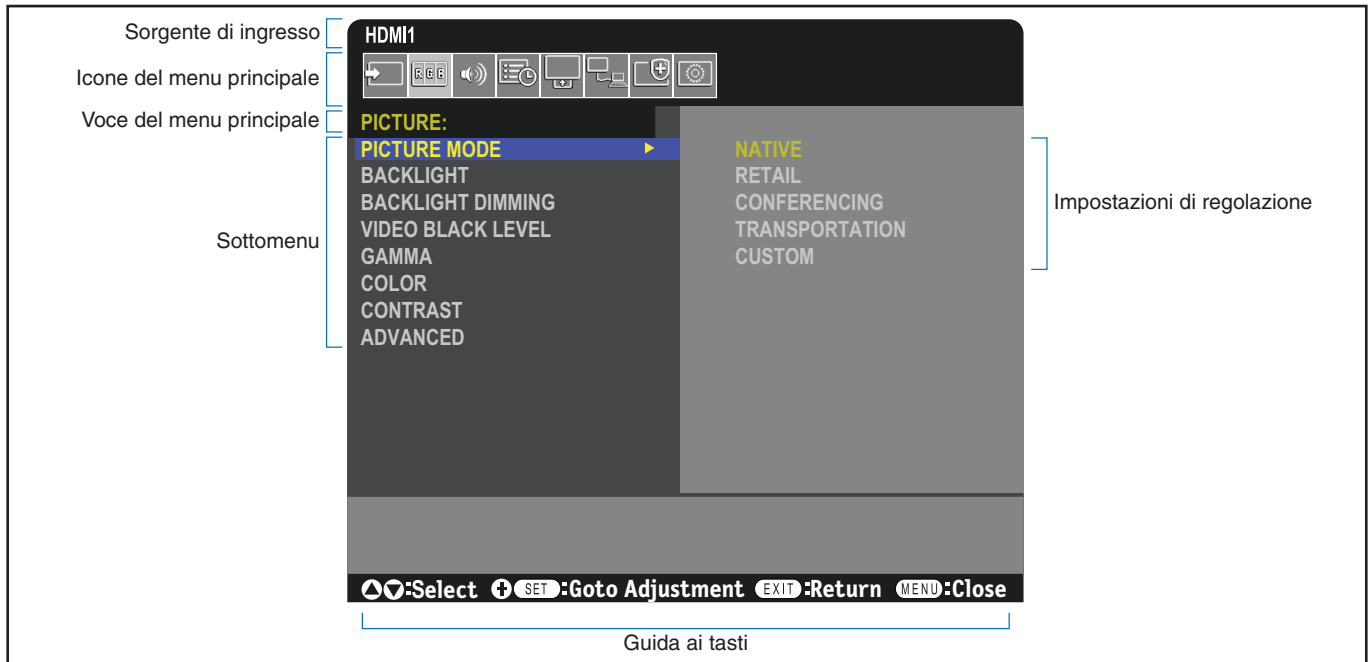 Sorgente di ingresso
HDMI1
Icone del menu principale
RGB
Voce del menu principale
PICTURE:
Sottomenu
PICTURE MODE
BACKLIGHT
BACKLIGHT DIMMING
VIDEO BLACK LEVEL
GAMMA
COLOR
CONTRAST
ADVANCED
NATIVE
RETAIL
CONFERENCING
TRANSPORTATION
CUSTOM
Impostazioni di regolazione
:Select SET:Goto Adjustment EXIT:Return MENU:Close
Guida ai tasti